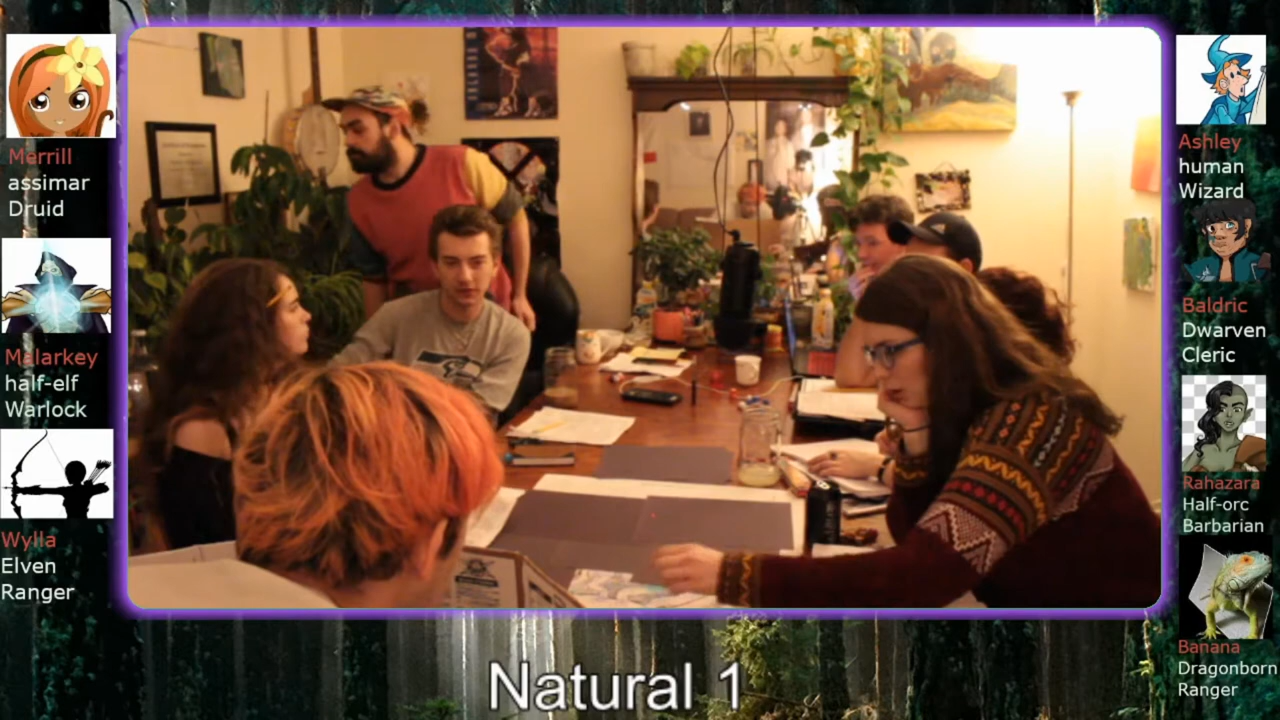 Merrill
assimar
Druid
Malarkey
half-elf
Warlock
Wylla
Elven
Ranger
Ashley
human
Wizard
Baldric
Dwarven
Cleric
Rahazara
Half-orc
Barbarian
Banana
Dragonborn
Ranger
Natural 1